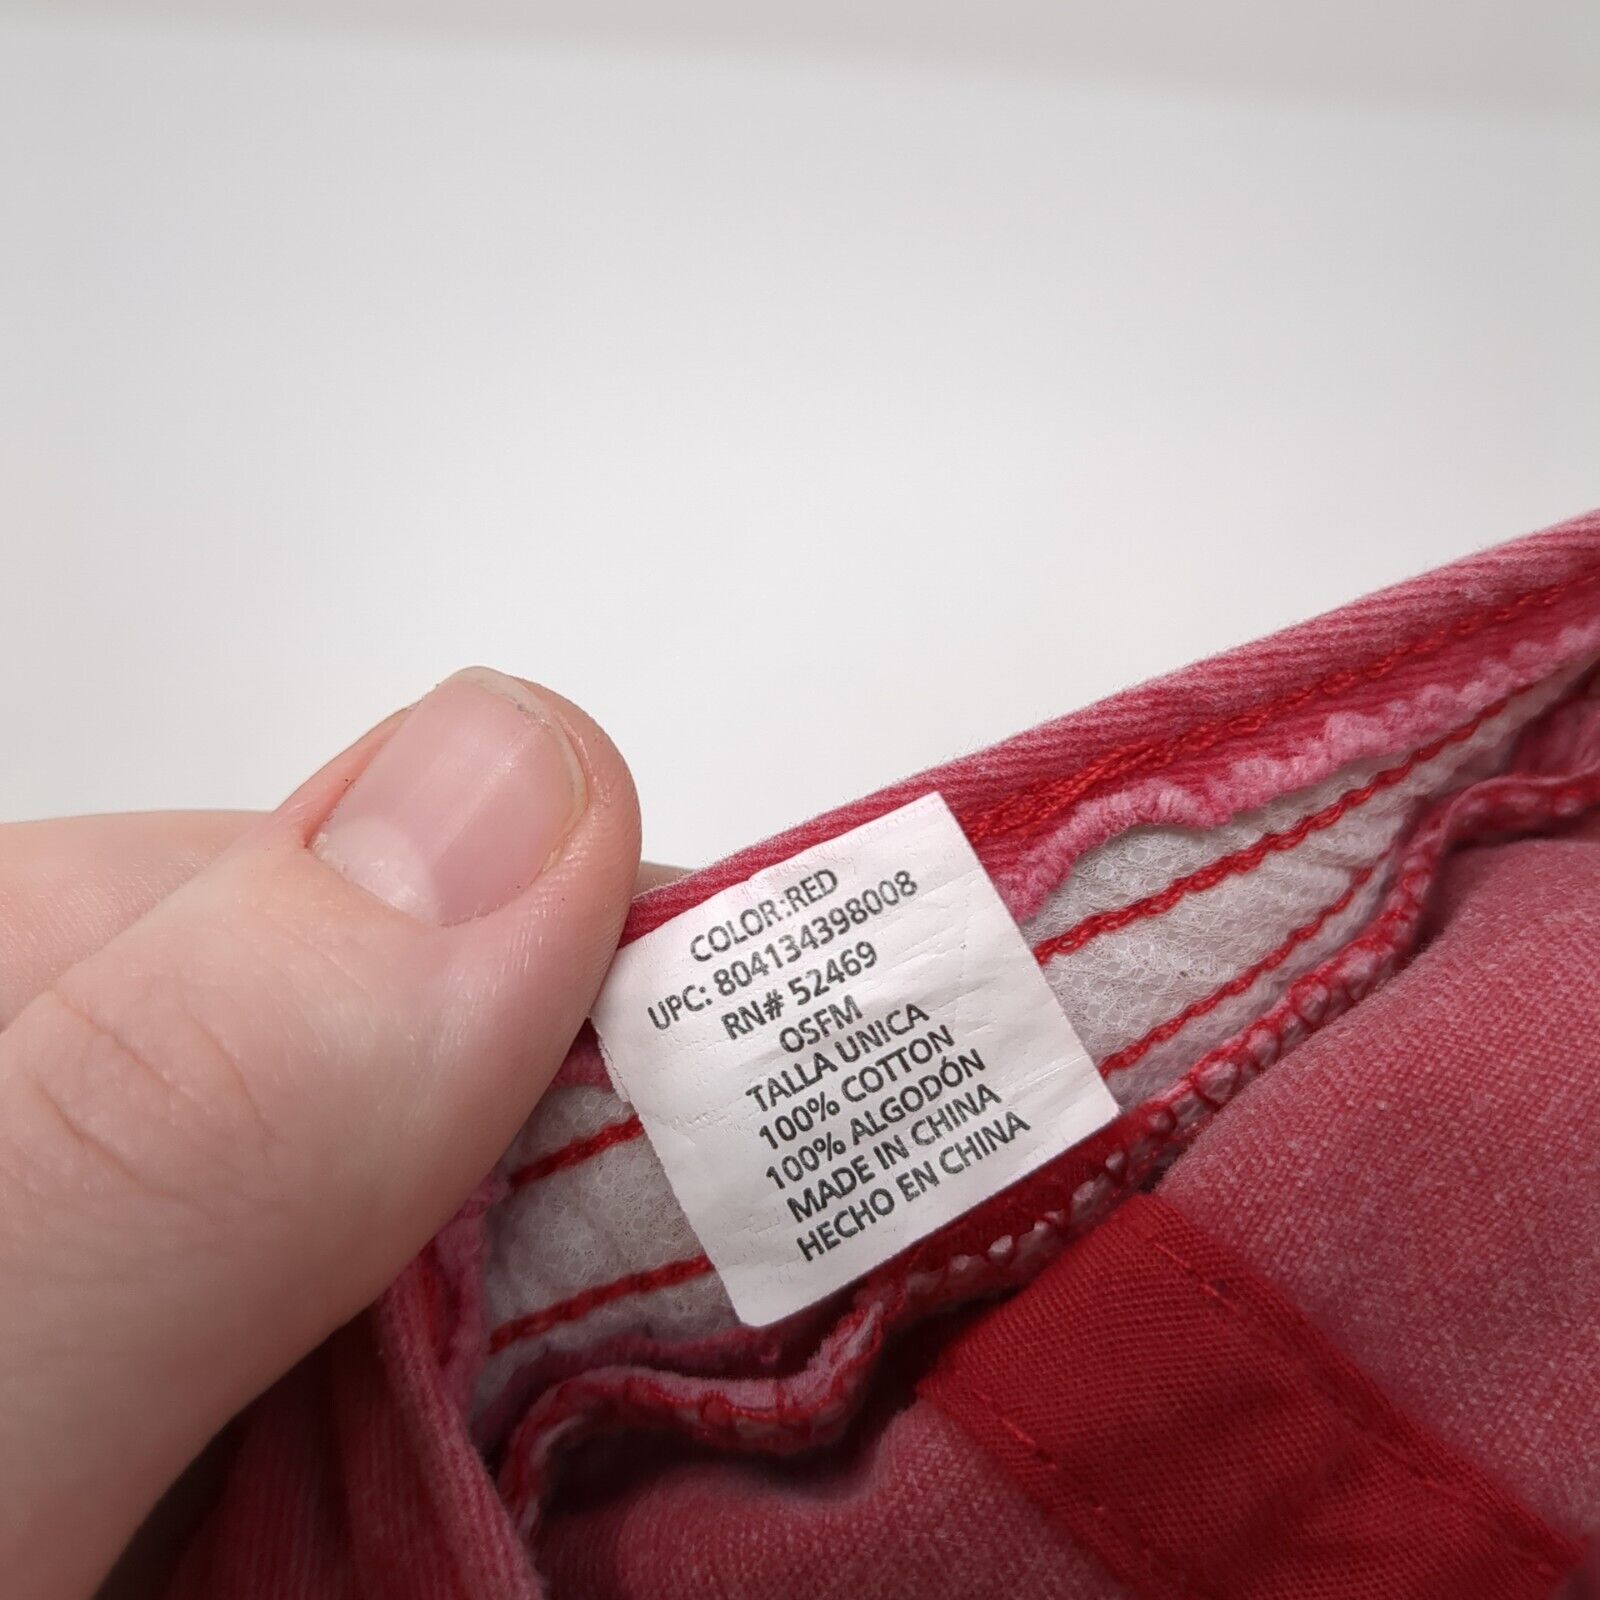 COLOR:RED
UPC: 804134398008
RN# 52469
OSFM
TALLA UNICA
100% COTTON
100% ALGODÓN
MADE IN CHINA
HECHO EN CHINA